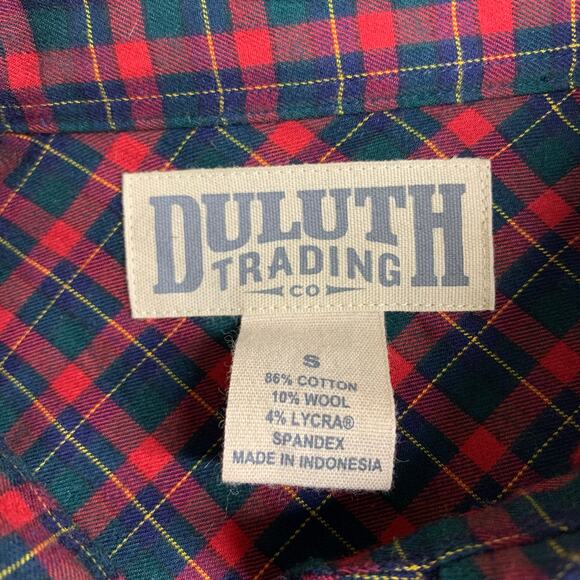 DULUTH
TRADING
CO
S
86% COTTON
10% WOOL
4% LYCRA®
SPANDEX
MADE IN INDONESIA